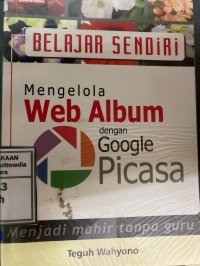 BELAJAR SENDIRI
Mengelola
Web Album
dengan
Google
Picasa
Menjadi mahir tanpa guru
Teguh Wahyono